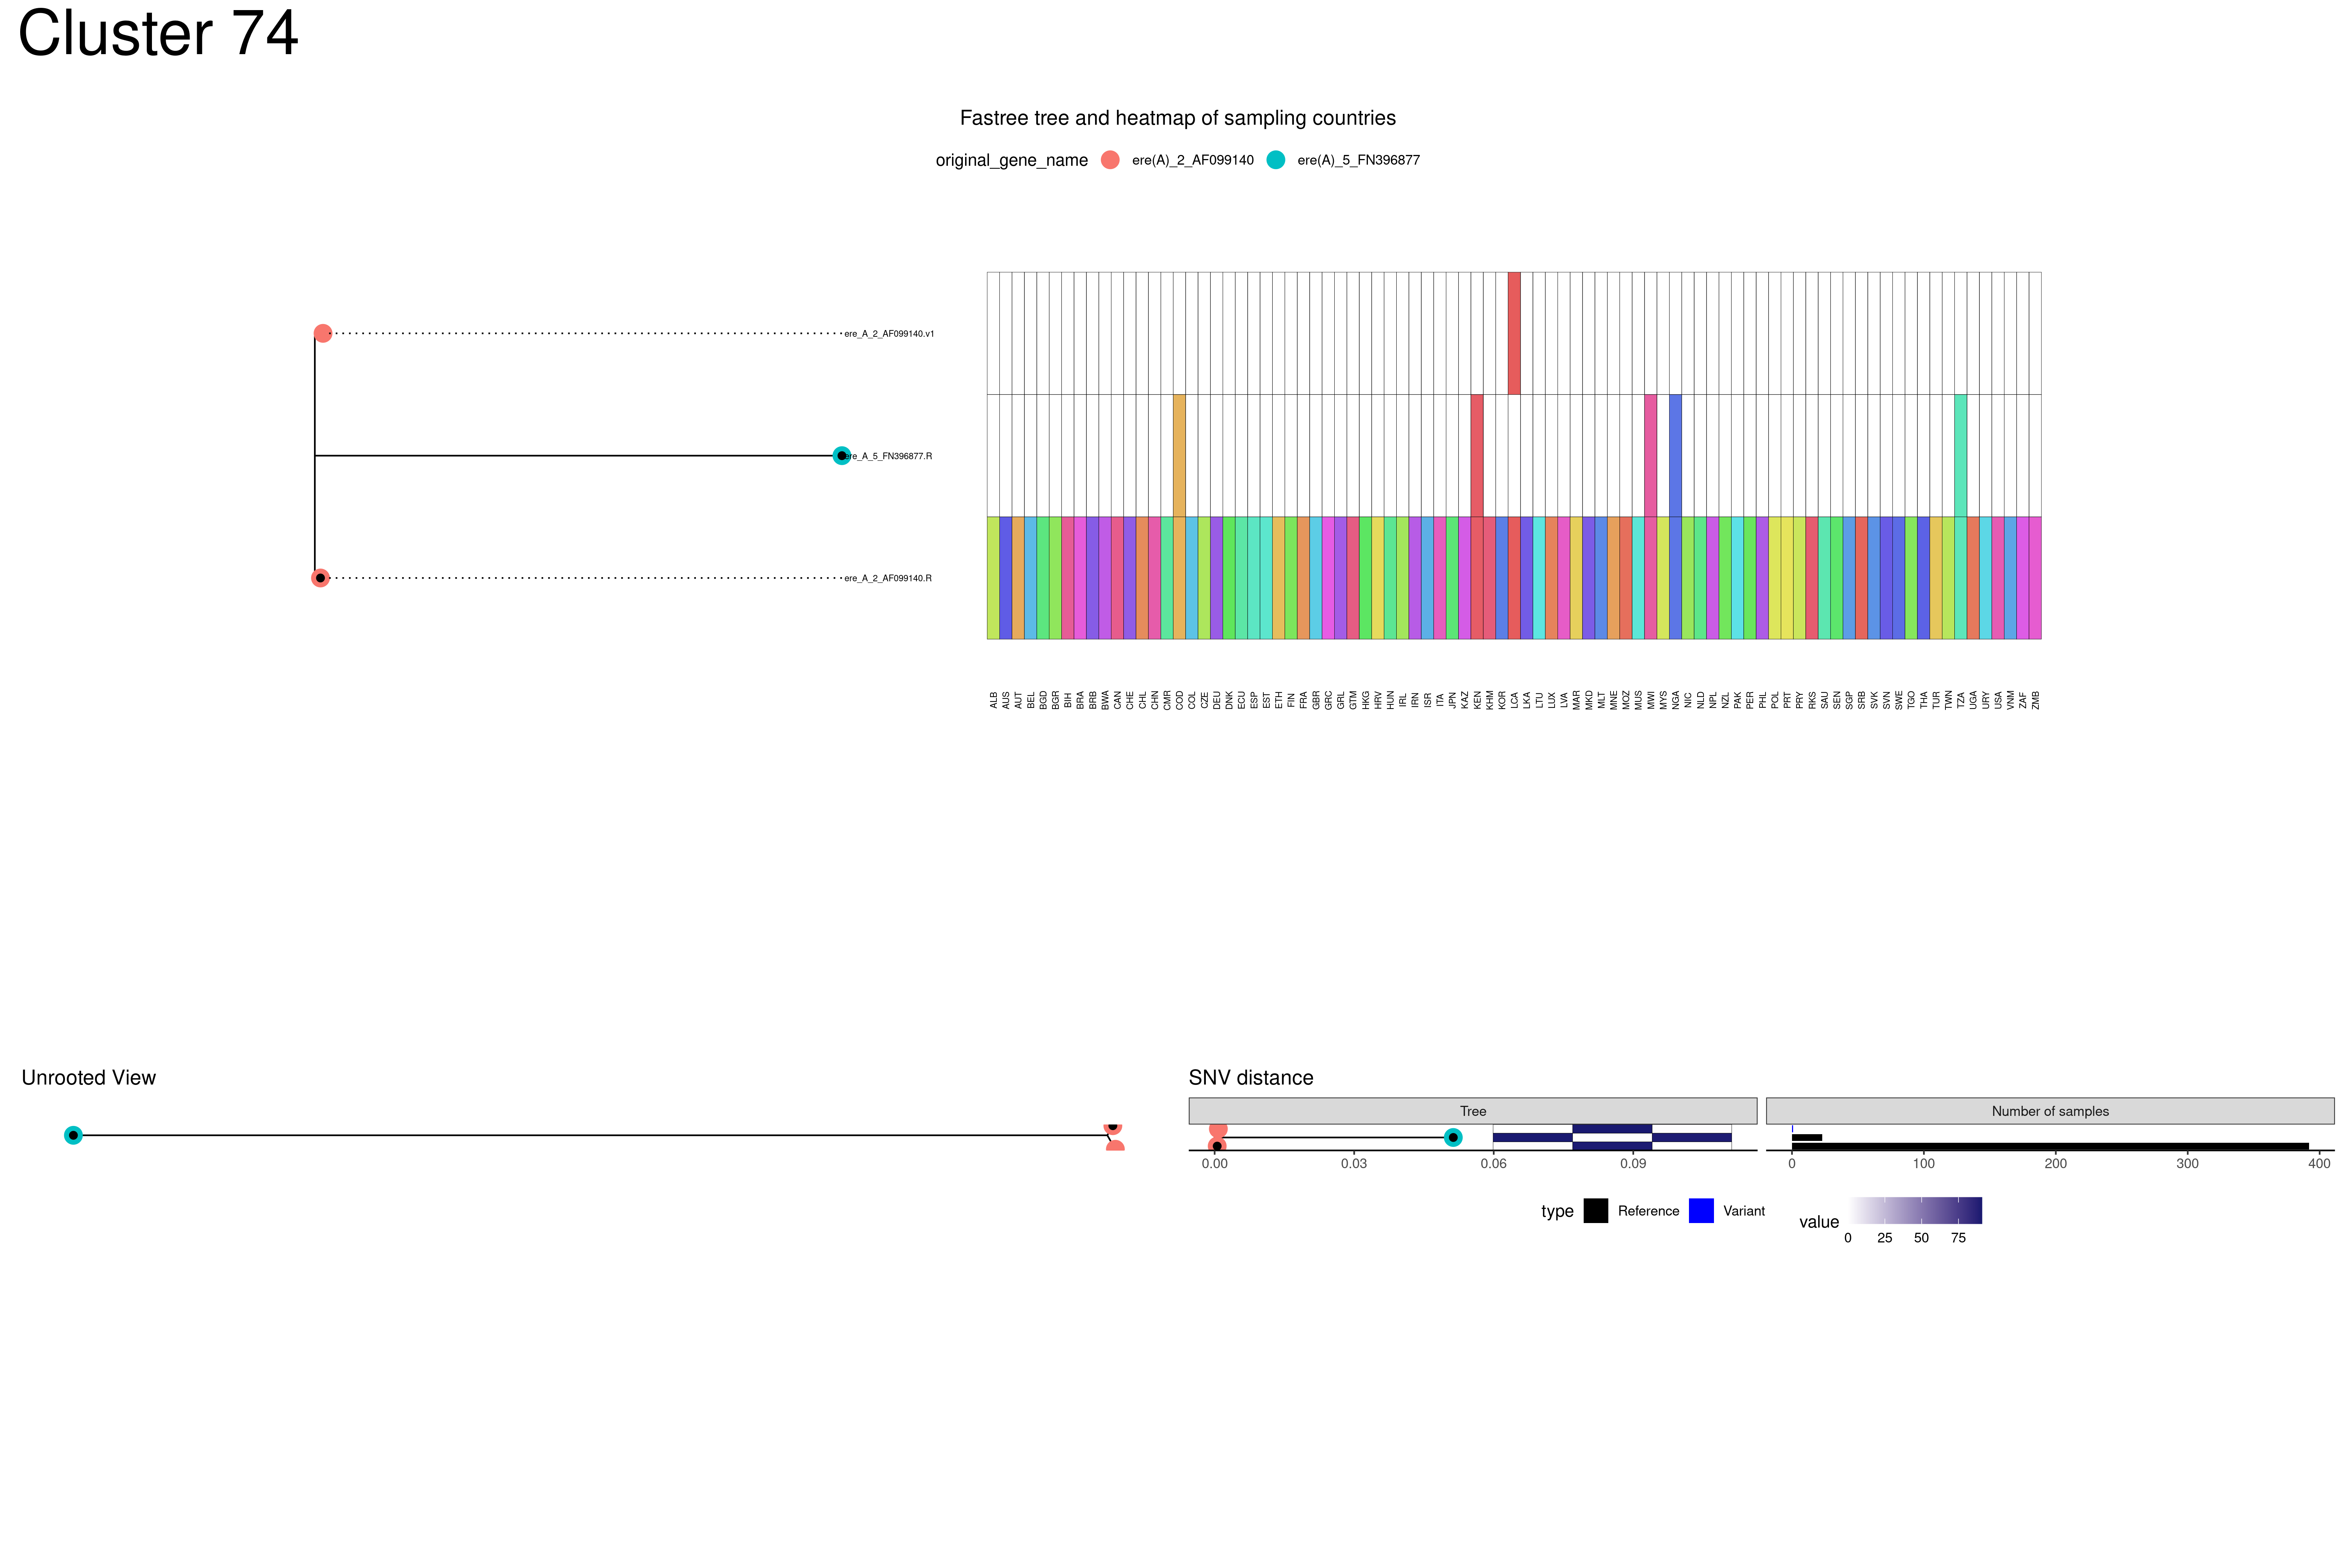 Cluster 74
Fastree tree and heatmap of sampling countries
original_gene_name ere(A)_2_AF099140 ere(A)_5_FN396877
ere_A_2_AF099140.v1
ere_A_5_FN396877.R
ere_A_2_AF099140.R
ALB AUS AUT BEL BGD BGR BIH BRA BRB BWA CAN CHE CHL CHN CMR COD COL CZE DEU DNK ECU ESP EST ETH FIN FRA GBR GRC GRL GTM HKG HRV HUN IRL IRN ISR ITA JPN KAZ KEN KHM KOR LCA LKA LTU LUX LVA MAR MKD MLT MNE MOZ MUS MWI MYS NGA NIC NLD NPL NZL PAK PER PHL POL PRT PRY RKS SAU SEN SGP SRB SVK SVN SWE TGO THA TUR TWN TZA UGA URY USA VNM ZAF ZMB
Unrooted View
SNV distance
Tree Number of samples
0.00 0.03 0.06 0.09 0 100 200 300 400
type Reference Variant value
0 25 50 75